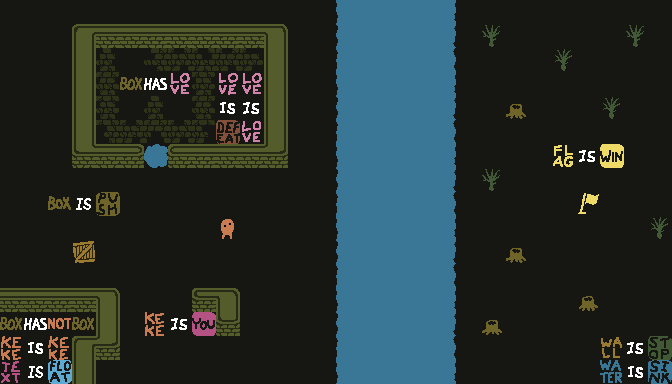 BOX HAS LOVE LOVE LOVE
IS IS
DEFEAT LOVE
FLAG IS WIN
BOX IS PUSH
BOX HAS NOT BOX
KEKE IS YOU
KEKE IS KEKE
WALL IS STOP
TEXT IS FLOAT
WATER IS SINK